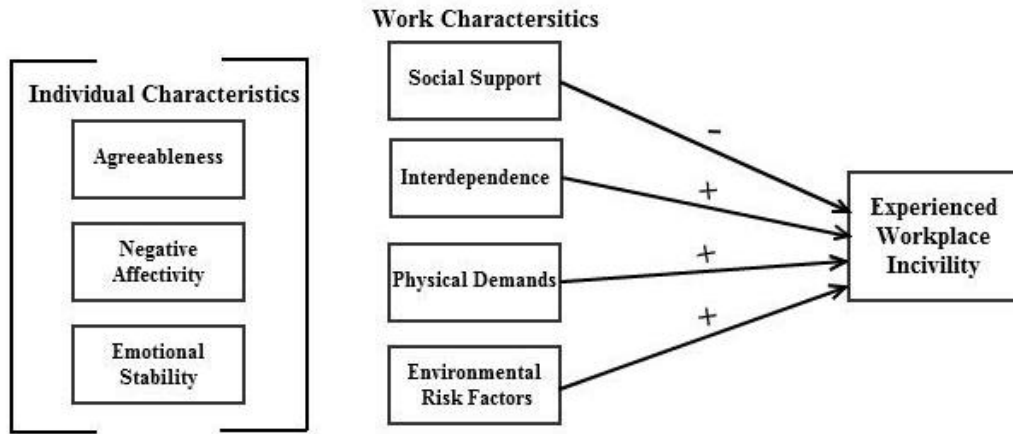 Work Charactersitics
Individual Characteristics
Agreeableness
Negative
Affectivity
Emotional
Stability
Social Support
Interdependence
Physical Demands
Environmental
Risk Factors
-
+
+
+
Experienced
Workplace
Incivility